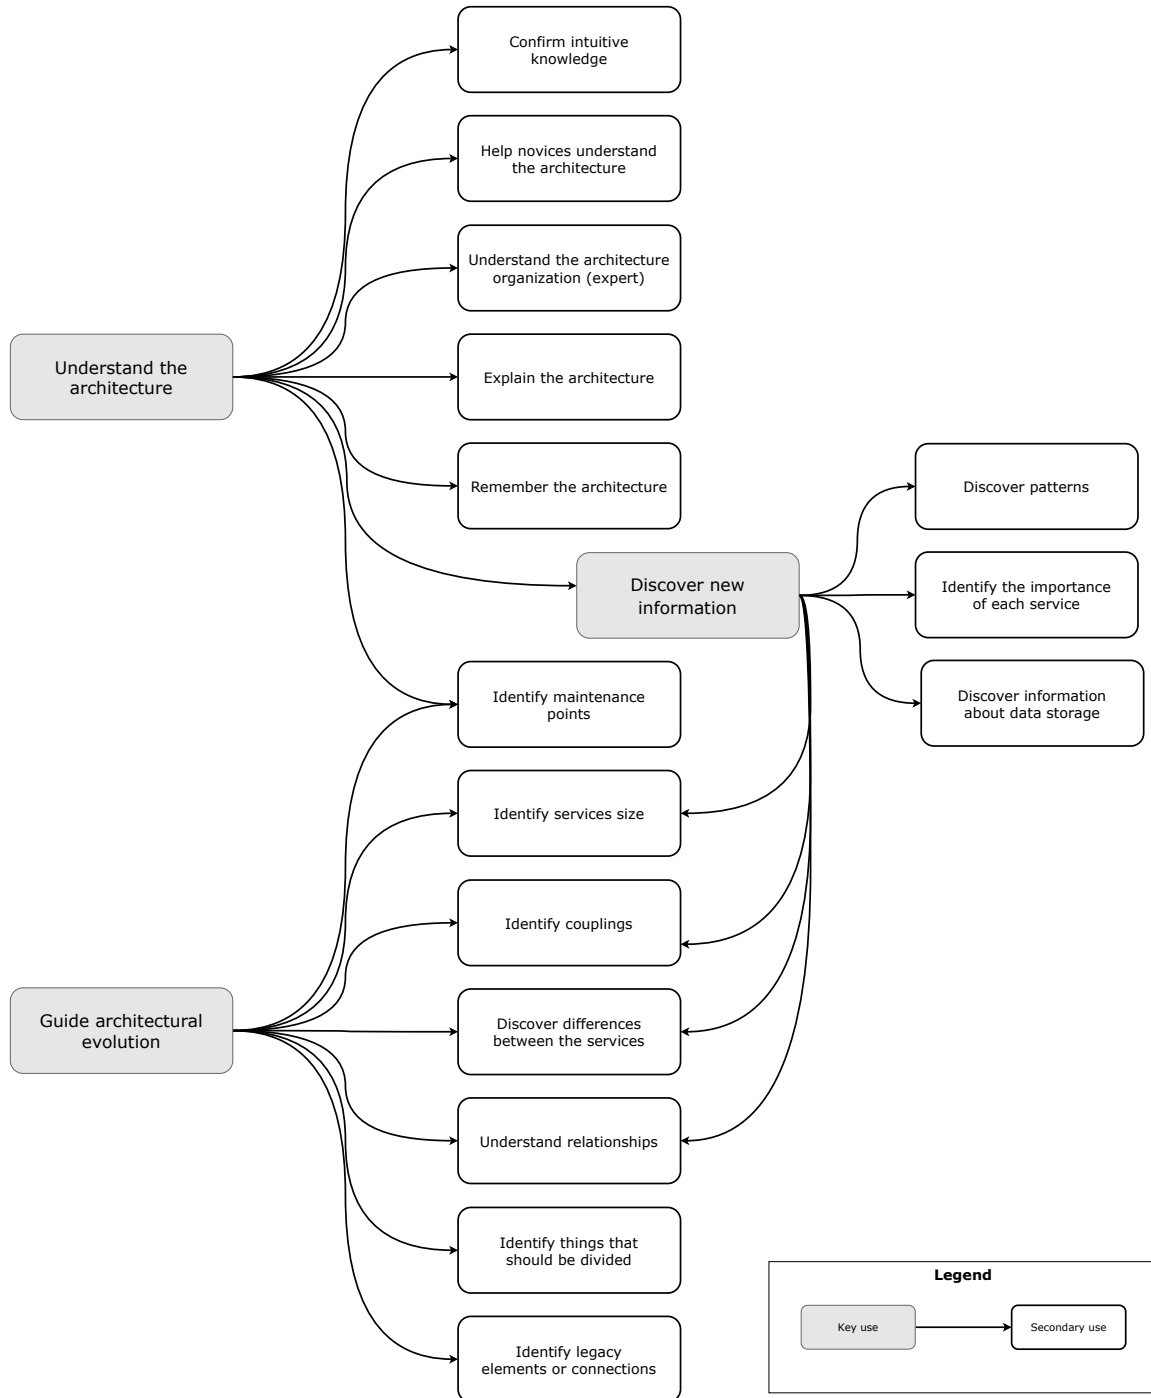 Confirm intuitive
knowledge
Help novices understand
the architecture
Understand the architecture
organization (expert)
Understand the
architecture
Explain the architecture
Remember the architecture
Discover patterns
Discover new
information
Identify the importance
of each service
Identify maintenance
points
Discover information
about data storage
Identify services size
Identify couplings
Guide architectural
evolution
Discover differences
between the services
Understand relationships
Identify things that
should be divided
Identify legacy
elements or connections
Legend
Key use
Secondary use